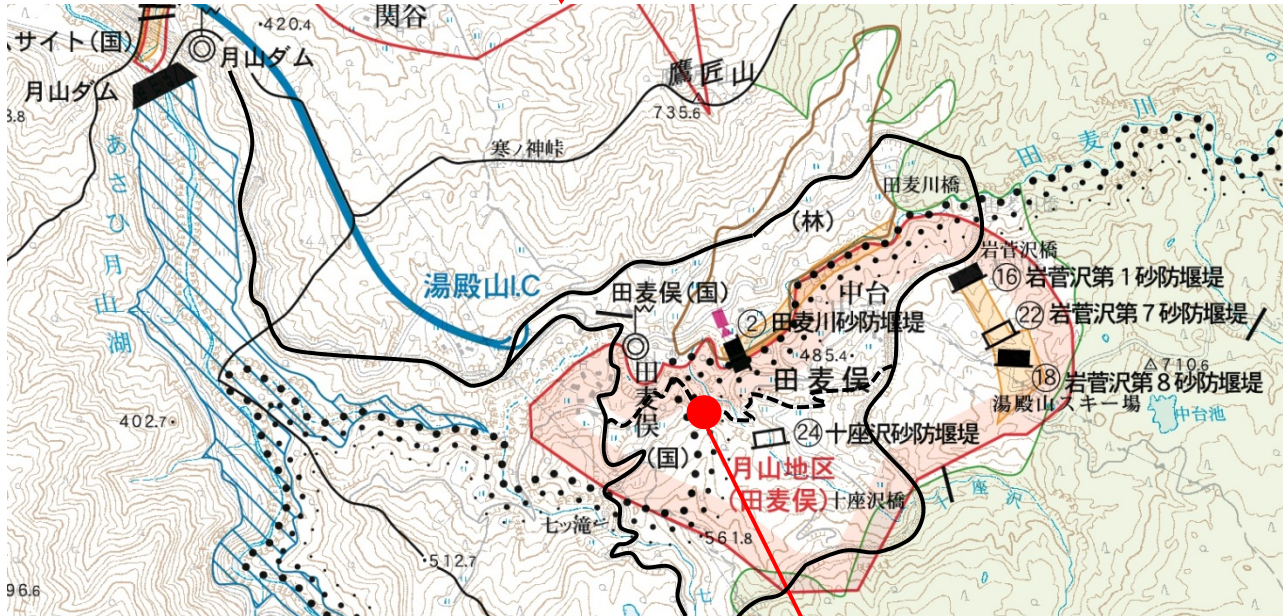 ・420.4
関谷
サイト(国)
月山ダム
月山ダム
3.8
鷹匠山
735.6
あさひ月山湖
寒ノ神峠
田麦川
田麦川橋
(林)
岩菅沢橋
⑯岩菅沢第1砂防堰堤
湯殿山I.C
田麦俣(国)
中台
㉒岩菅沢第7砂防堰堤
②田麦川砂防堰堤
485.4・
△710.6
田麦俣
田麦俣
⑱岩菅沢第8砂防堰堤
湯殿山スキー場
中台池
402.7・
㉔十座沢砂防堰堤
(国)
月山地区
(田麦俣)
十座沢橋
十座沢
七ッ滝
・561.8
・512.7
96.6
七